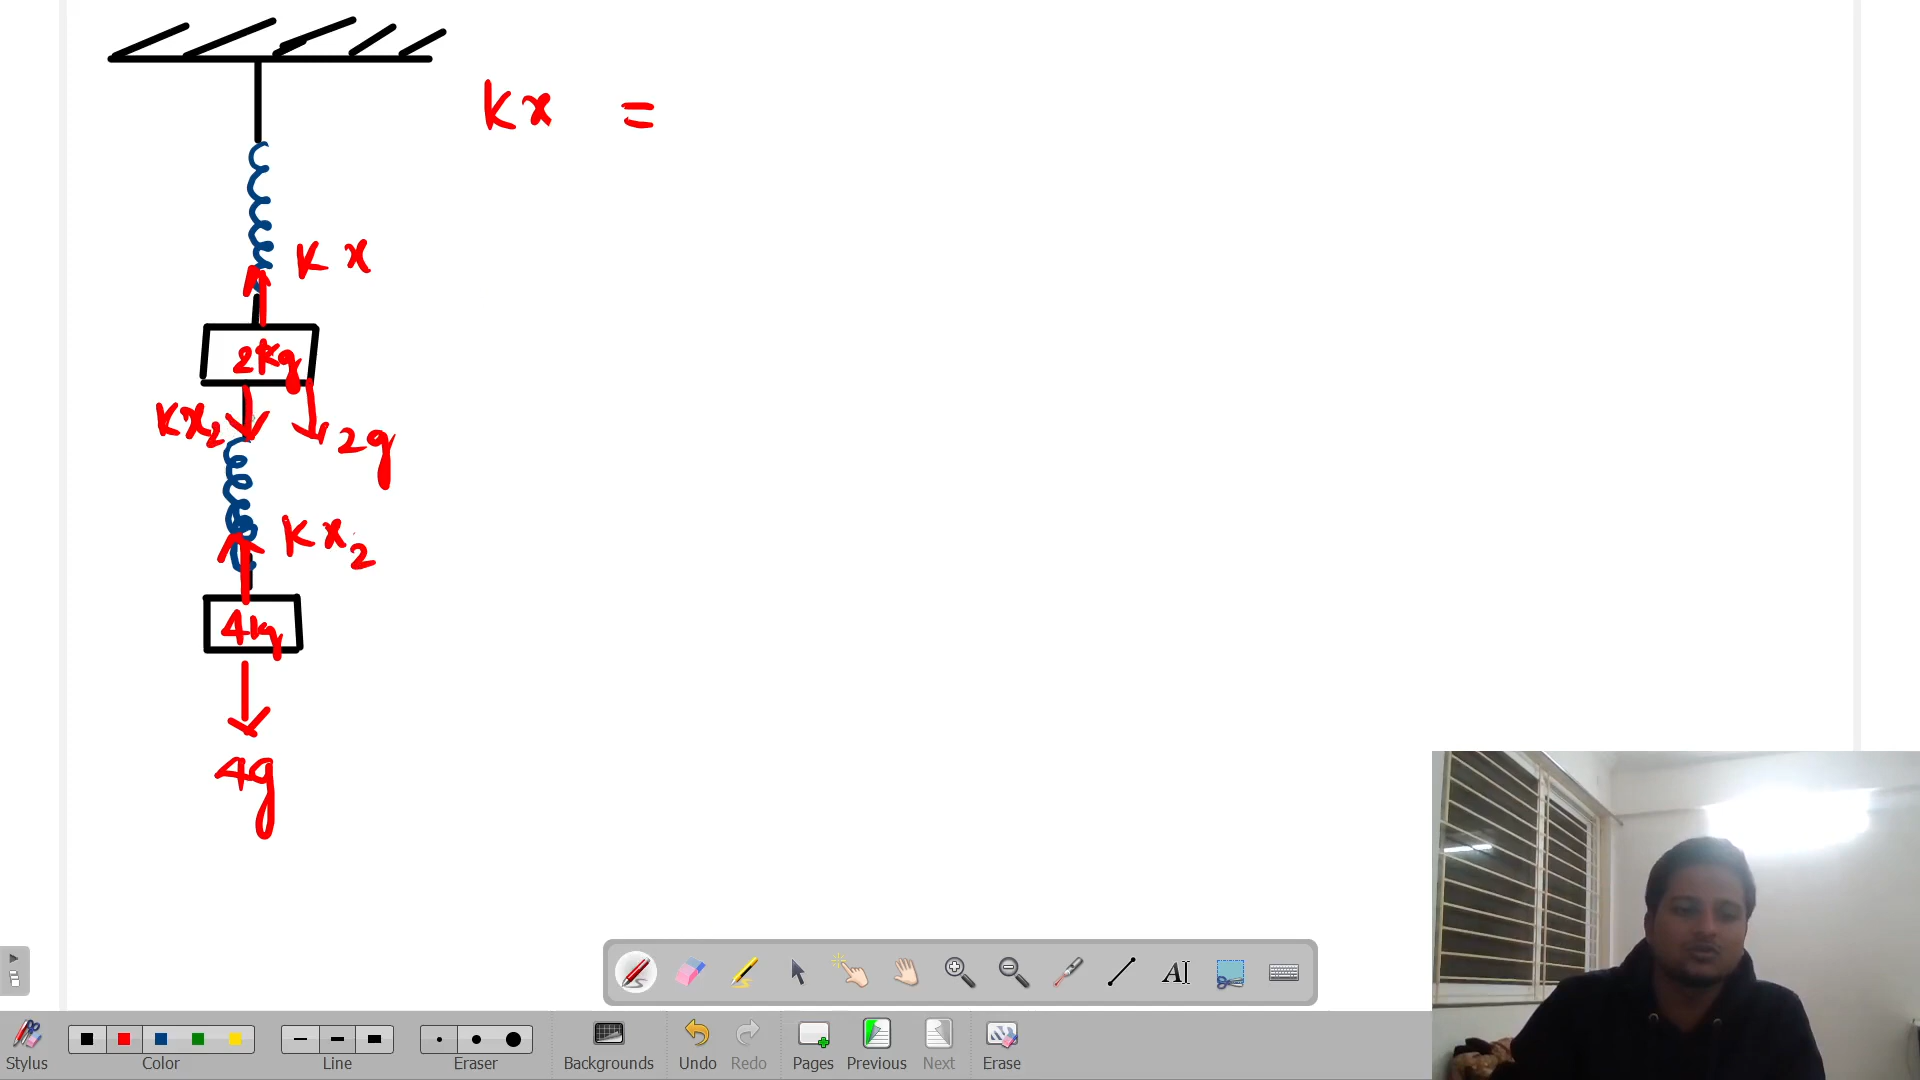 Kx =
Kx
2Kg
Kx2
2g
Kx2
4kg
4g
AI
Stylus
Color
Line
Eraser
Backgrounds
Undo
Redo
Pages
Previous
Next
Erase